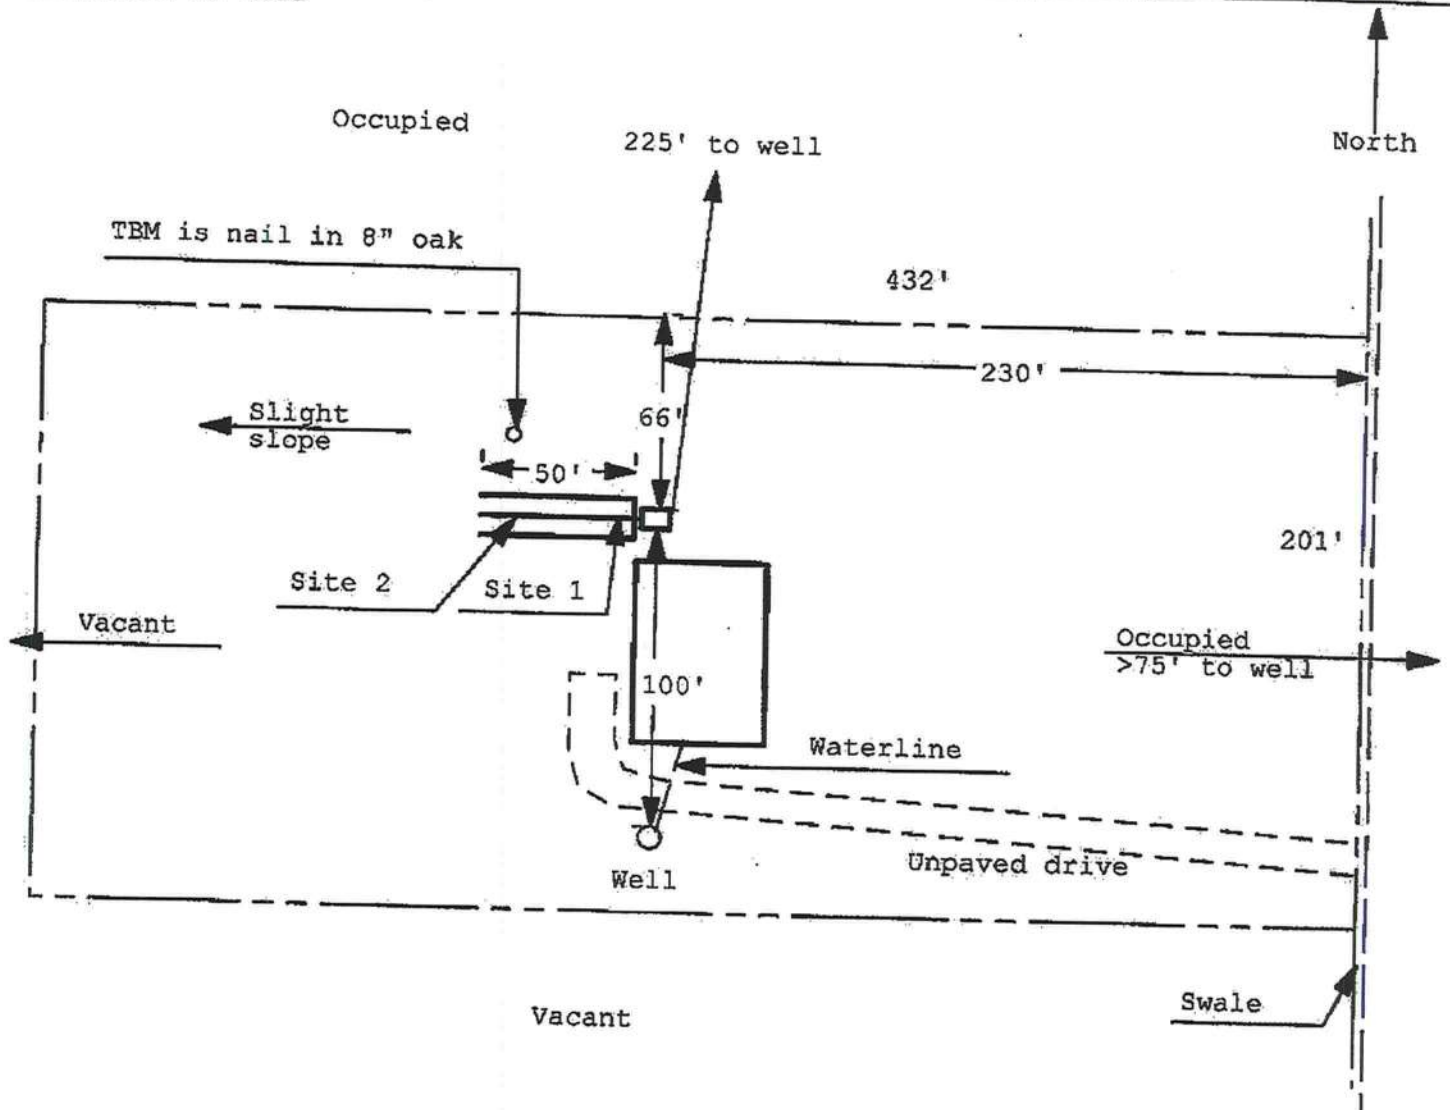 Occupied
225' to well
North
TBM is nail in 8" oak
432'
230'
Slight
slope
66'
50'
201'
Site 2
Site 1
Vacant
Occupied
>75' to well
100'
Waterline
Unpaved drive
Well
Swale
Vacant